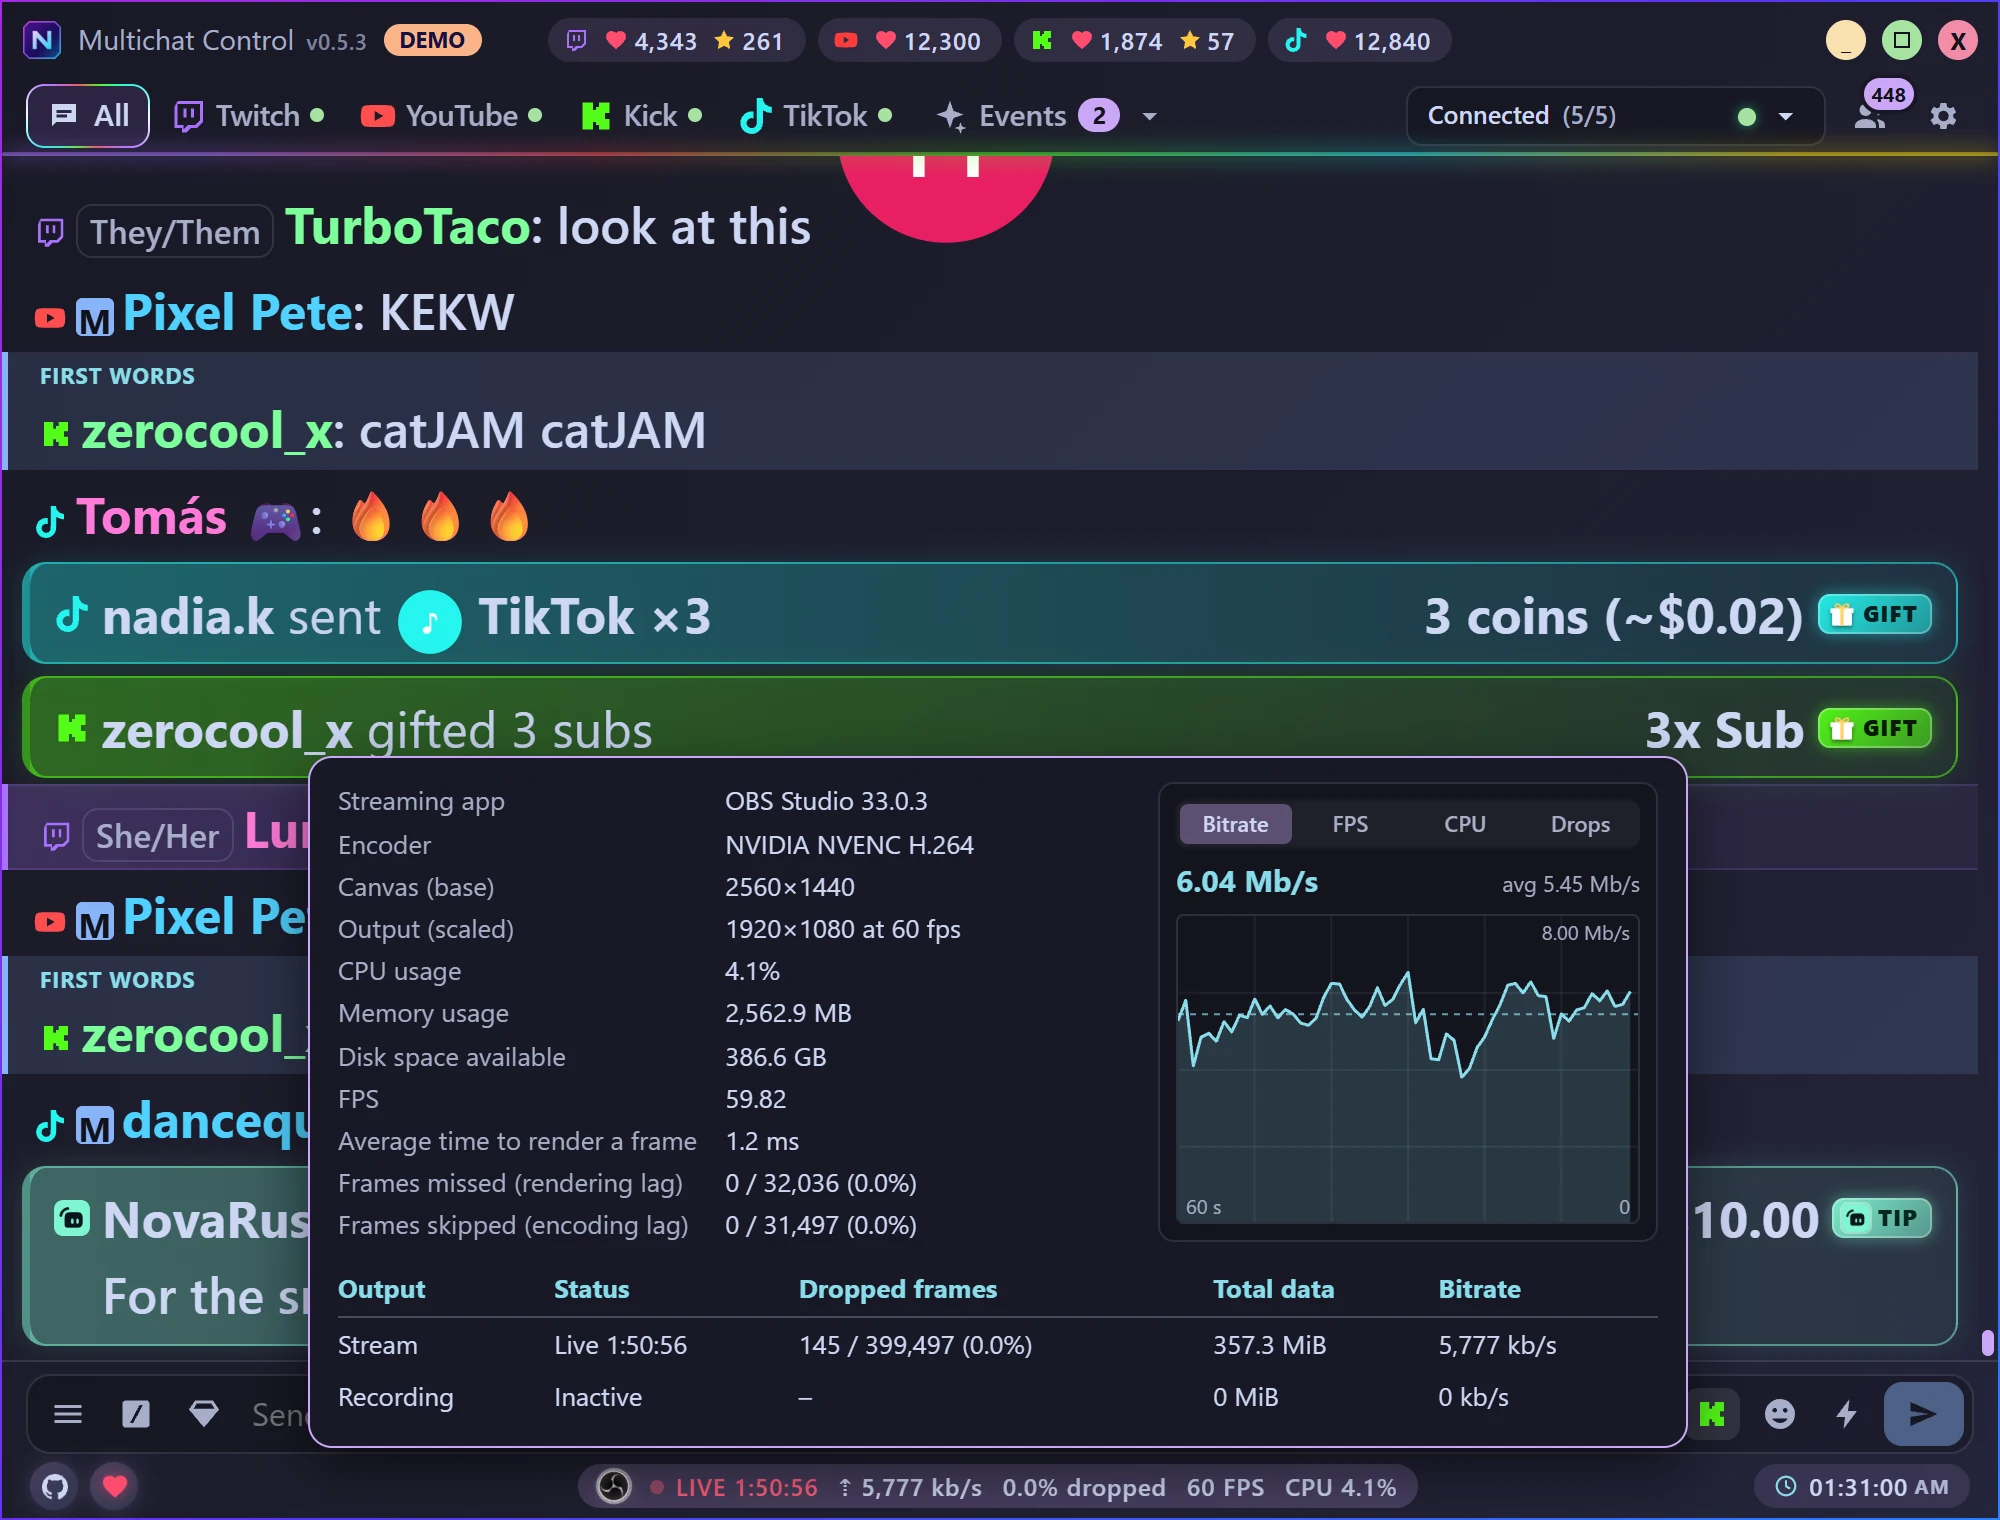 N Multichat Control v0.5.3 DEMO 4,343 261 12,300 1,874 57 12,840 _ X
All Twitch YouTube Kick TikTok Events 2 Connected (5/5) 448
They/Them TurboTaco: look at this
M Pixel Pete: KEKW
FIRST WORDS
zerocool_x: catJAM catJAM
Tomás :
nadia.k sent TikTok ×3 3 coins (~$0.02) GIFT
zerocool_x gifted 3 subs 3x Sub GIFT
She/Her
M Pixel
FIRST WORDS
M
10.00 TIP
For the
Streaming app OBS Studio 33.0.3
Encoder NVIDIA NVENC H.264
Canvas (base) 2560×1440
Output (scaled) 1920×1080 at 60 fps
CPU usage 4.1%
Memory usage 2,562.9 MB
Disk space available 386.6 GB
FPS 59.82
Average time to render a frame 1.2 ms
Frames missed (rendering lag) 0 / 32,036 (0.0%)
Frames skipped (encoding lag) 0 / 31,497 (0.0%)
Bitrate FPS CPU Drops
6.04 Mb/s avg 5.45 Mb/s
8.00 Mb/s
60 s 0
Output Status Dropped frames Total data Bitrate
Stream Live 1:50:56 145 / 399,497 (0.0%) 357.3 MiB 5,777 kb/s
Recording Inactive – 0 MiB 0 kb/s
LIVE 1:50:56 ⇡ 5,777 kb/s 0.0% dropped 60 FPS CPU 4.1% 01:31:00 AM